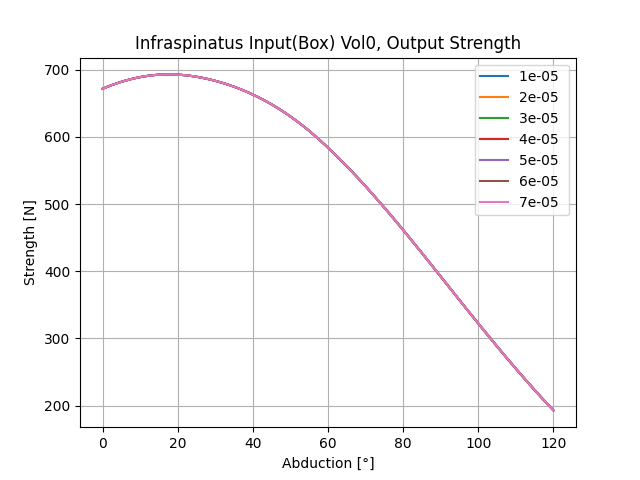 Infraspinatus Input(Box) Vol0, Output Strength
700
600
500
400
300
200
Strength [N]
1e-05
2e-05
3e-05
4e-05
5e-05
6e-05
7e-05
0
20
40
60
80
100
120
Abduction [°]